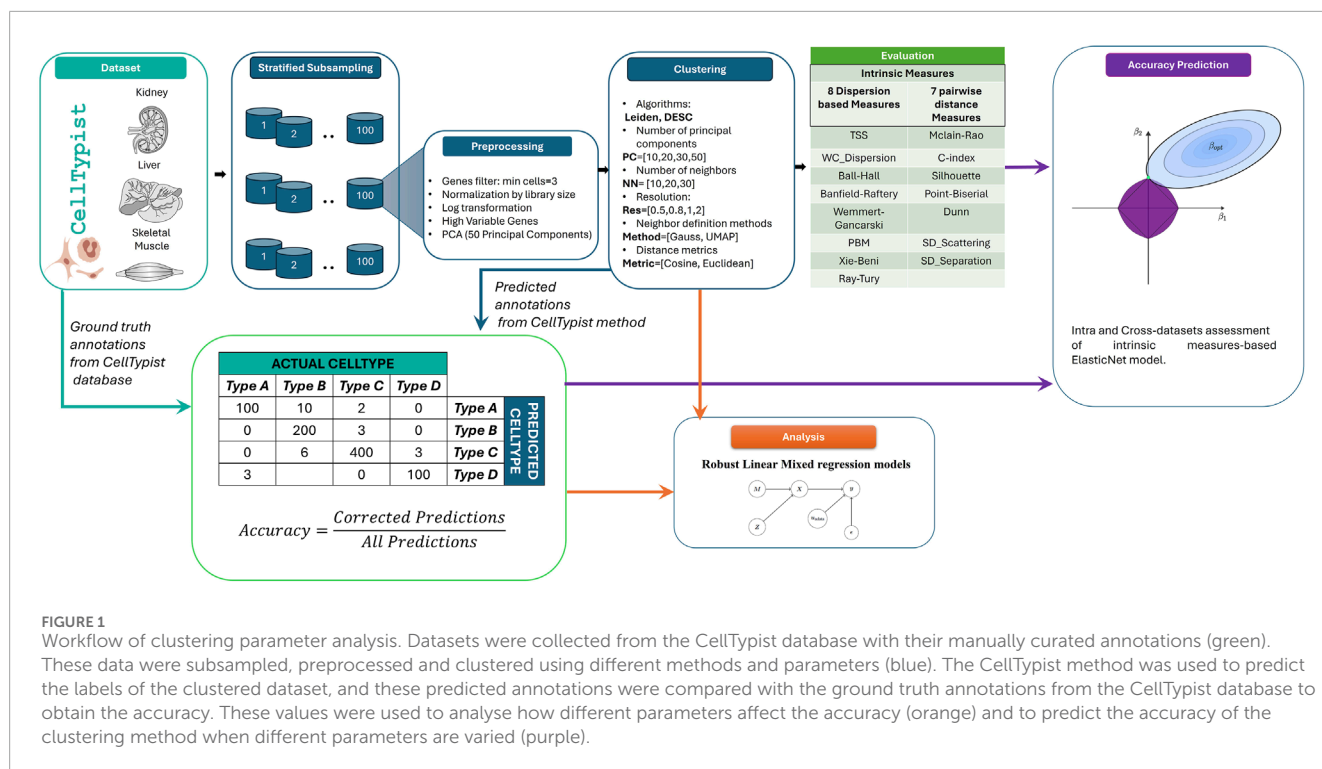 Dataset
CellTypist
Kidney
Liver
Skeletal
Muscle
Stratified Subsampling
1 2 .. 100
1 2 .. 100
1 2 .. 100
Preprocessing
• Genes filter: min cells=3
• Normalization by library size
• Log transformation
• High Variable Genes
• PCA (50 Principal Components)
Clustering
• Algorithms:
Leiden, DESC
• Number of principal
components
PC=[10,20,30,50]
• Number of neighbors
NN= [10,20,30]
• Resolution:
Res=[0.5,0.8,1,2]
• Neighbor definition methods
Method=[Gauss, UMAP]
• Distance metrics
Metric=[Cosine, Euclidean]
Evaluation
Intrinsic Measures
8 Dispersion
based Measures
7 pairwise
distance
Measures
TSS Mclain-Rao
WC_Dispersion C-index
Ball-Hall Silhouette
Banfield-Raftery Point-Biserial
Wemmert-
Gancarski
Dunn
PBM SD_Scattering
Xie-Beni SD_Separation
Ray-Tury
Accuracy Prediction
β2
βopt
β1
Intra and Cross-datasets assessment
of intrinsic measures-based
ElasticNet model.
Ground truth
annotations
from CellTypist
database
Predicted
annotations
from CellTypist method
ACTUAL CELLTYPE
Type A Type B Type C Type D
100 10 2 0 Type A
0 200 3 0 Type B
0 6 400 3 Type C
3 0 100 Type D
PREDICTED
CELLTYPE
Accuracy = Corrected Predictions
All Predictions
Analysis
Robust Linear Mixed regression models
M X
Z
FIGURE 1
Workflow of clustering parameter analysis. Datasets were collected from the CellTypist database with their manually curated annotations (green).
These data were subsampled, preprocessed and clustered using different methods and parameters (blue). The CellTypist method was used to predict
the labels of the clustered dataset, and these predicted annotations were compared with the ground truth annotations from the CellTypist database to
obtain the accuracy. These values were used to analyse how different parameters affect the accuracy (orange) and to predict the accuracy of the
clustering method when different parameters are varied (purple).